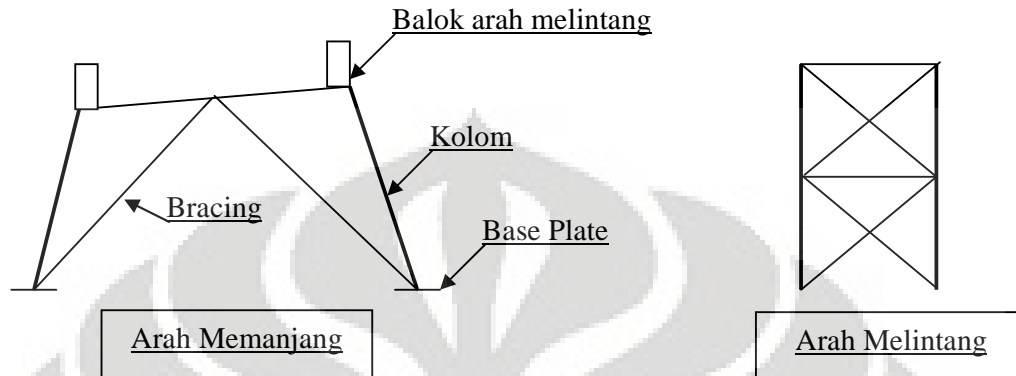 Balok arah melintang
Kolom
Bracing
Base Plate
Arah Memanjang
Arah Melintang